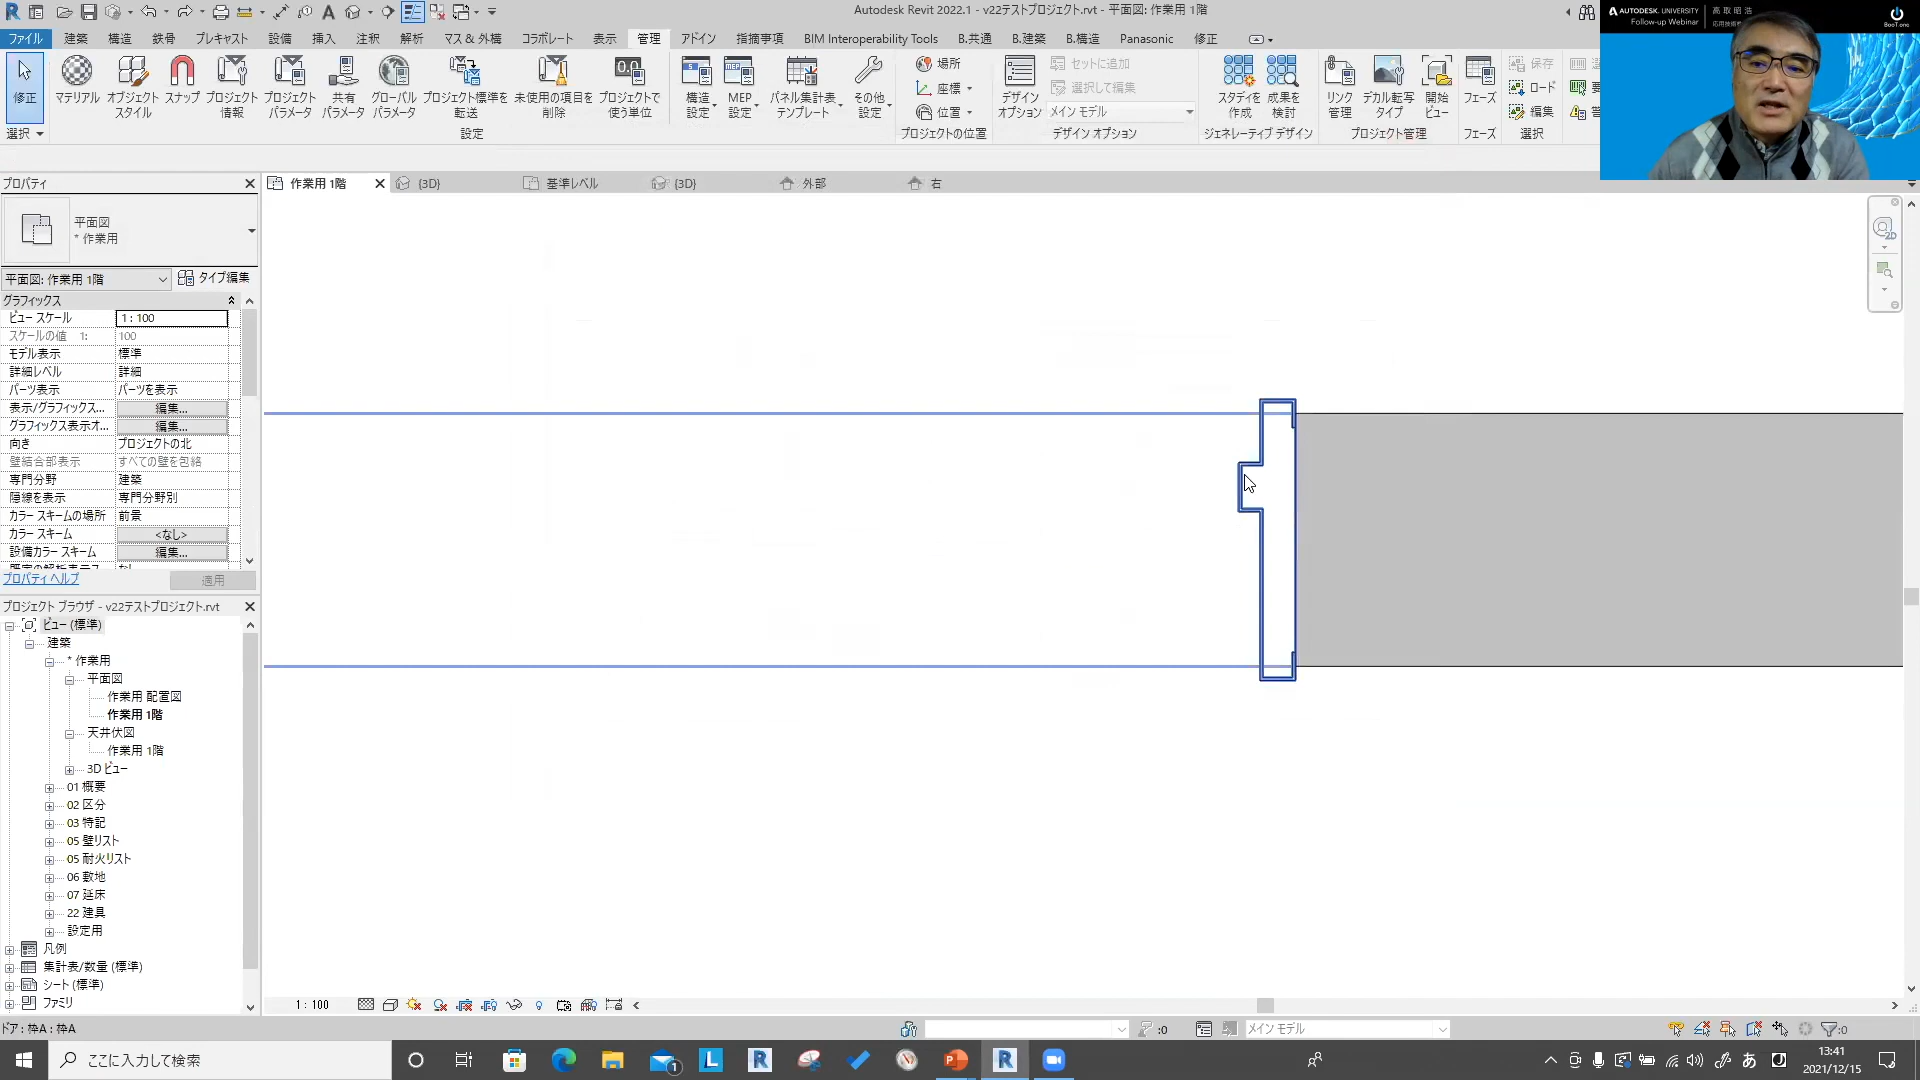 Autodesk Revit 2022.1 - v22テストプロジェクト.rvt - 平面図: 作業用 1階
AUTODESK. UNIVERSITY
Follow-up Webinar
高 取 昭 浩
BooT.one
ファイル 建築 構造 鉄骨 プレキャスト 設備 挿入 注釈 解析 マス & 外構 コラボレート 表示 管理 アドイン 指摘事項 BIM Interoperability Tools B.共通 B.建築 B.構造 Panasonic 修正
修正
マテリアル
オブジェクト スタイル
スナップ
プロジェクト 情報
プロジェクト パラメータ
共有 パラメータ
グローバル パラメータ
プロジェクト標準を 転送
未使用の項目を 削除
プロジェクトで 使う単位
構造 設定
MEP 設定
パネル集計表 テンプレート
その他 設定
場所
座標
位置
デザイン オプション
セットに追加
選択して編集
メイン モデル
スタディを 作成
成果を 検討
リンク 管理
デカル転写 タイプ
開始 ビュー
フェーズ
保存
ロード
編集
選択 設定 プロジェクトの位置 デザイン オプション ジェネレーティブ デザイン プロジェクト管理 フェーズ 選択
プロパティ
作業用 1階 {3D} 基準レベル {3D} 外部 右
平面図
* 作業用
平面図: 作業用 1階 タイプ編集
グラフィックス
ビュー スケール 1 : 100
スケールの値 1: 100
モデル表示 標準
詳細レベル 詳細
パーツ表示 パーツを表示
表示/グラフィックス... 編集...
グラフィックス表示オ... 編集...
向き プロジェクトの北
壁結合部表示 すべての壁を包絡
専門分野 建築
隠線を表示 専門分野別
カラー スキームの場所 前景
カラー スキーム <なし>
設備カラー スキーム 編集...
プロパティ ヘルプ 適用
プロジェクト ブラウザ - v22テストプロジェクト.rvt
ビュー (標準)
建築
* 作業用
平面図
作業用 配置図
作業用 1階
天井伏図
作業用 1階
3D ビュー
01 概要
02 区分
03 特記
05 壁リスト
05 耐火リスト
06 敷地
07 延床
22 建具
設定用
凡例
集計表/数量 (標準)
シート (標準)
ファミリ
1 : 100
ドア : 枠A : 枠A
:0
メイン モデル
:0
ここに入力して検索
あ
13:41
2021/12/15